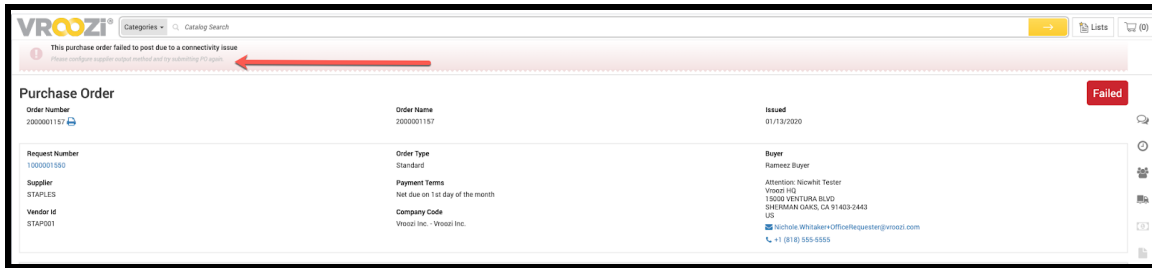 VROOZI®
Categories Catalog Search Lists (0)
This purchase order failed to post due to a connectivity issue
Please configure supplier output method and try submitting PO again.
Purchase Order Failed
Order Number Order Name Issued
2000001157 2000001157 01/13/2020
Request Number Order Type Buyer
1000001550 Standard Rameez Buyer
Supplier Payment Terms Attention: Nicwhit Tester
STAPLES Net due on 1st day of the month Vroozi HQ
15000 VENTURA BLVD
Vendor Id Company Code SHERMAN OAKS, CA 91403-2443
STAP001 Vroozi Inc. - Vroozi Inc. US
Nichole.Whitaker+OfficeRequester@vroozi.com
+1 (818) 555-5555